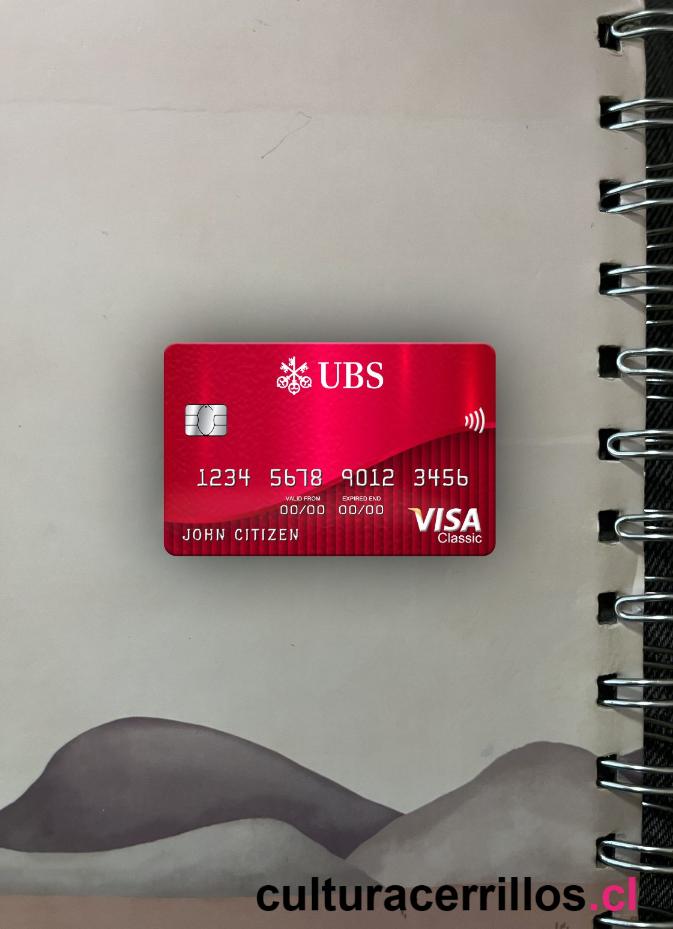 UBS
1234 5678 9012 3456
VALID FROM EXPIRED END
00/00 00/00
VISA
JOHN CITIZEN
Classic
culturacerrillos.cl